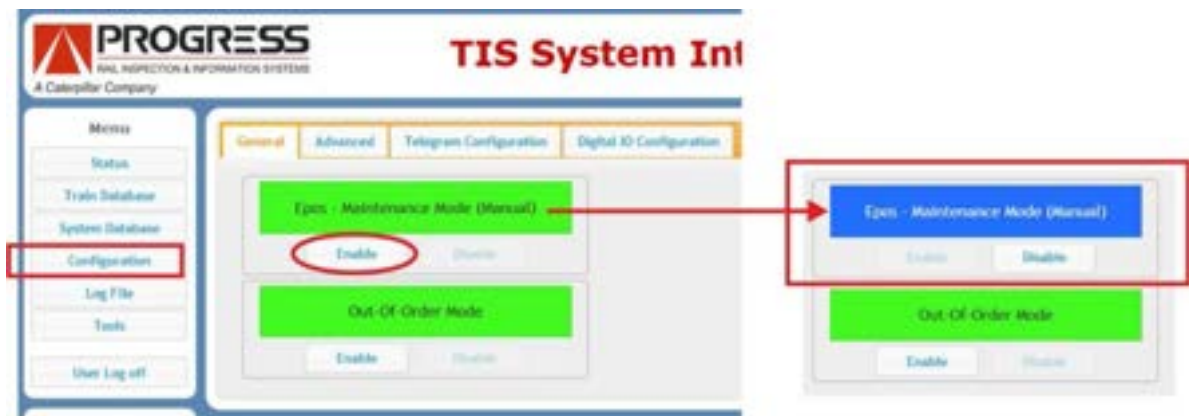 PROGRESS
RAIL INSPECTION & INFORMATION SYSTEMS
A Caterpillar Company
TIS System Int
Menu
Status
Train Database
System Database
Configuration
Log File
Tools
User Log off
General
Advanced
Telegram Configuration
Digital IO Configuration
Epos - Maintenance Mode (Manual)
Enable
Disable
Out-Of-Order Mode
Enable
Disable
Epos - Maintenance Mode (Manual)
Enable
Disable
Out-Of-Order Mode
Enable
Disable